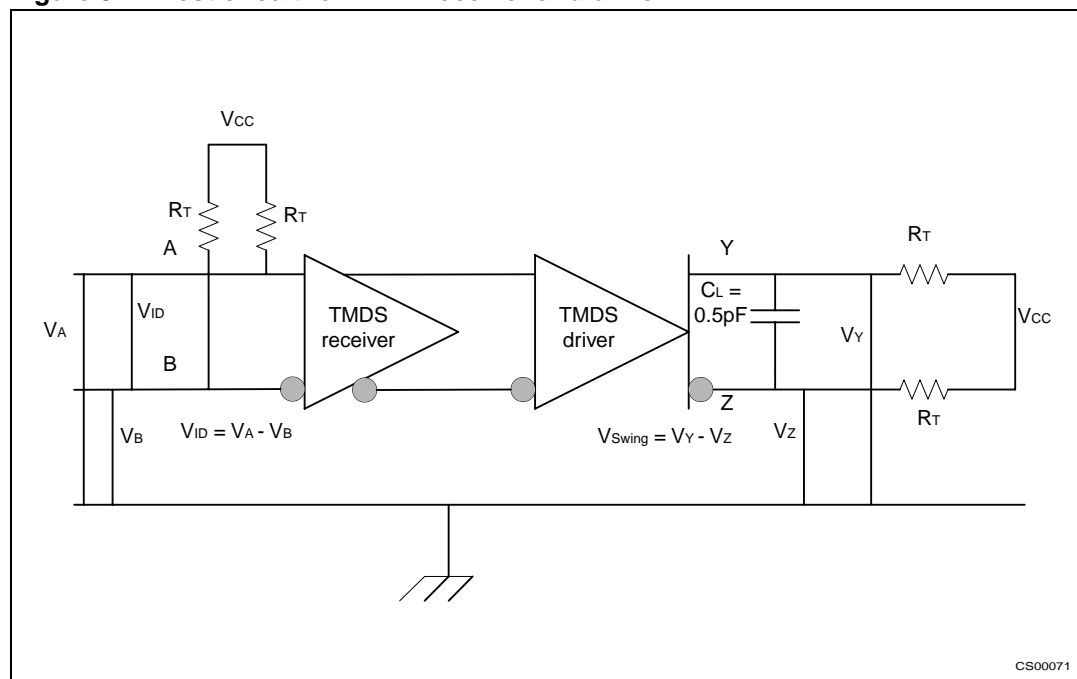 VCC
RT
RT
A
Y
RT
CL =
0.5pF
VID
TMDS
receiver
TMDS
driver
VCC
VA
VY
B
Z
RT
VB
VID = VA - VB
VSwing = VY - VZ
VZ
CS00071